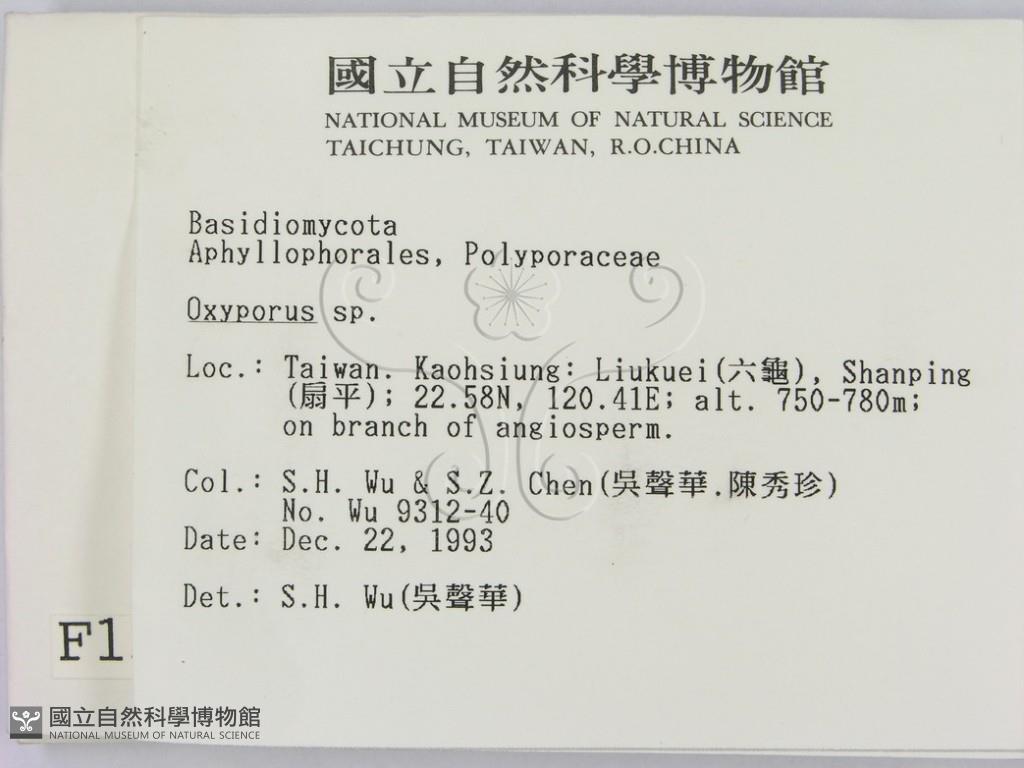 國立自然科學博物館
NATIONAL MUSEUM OF NATURAL SCIENCE
TAICHUNG, TAIWAN, R.O.CHINA
Basidiomycota
Aphyllophorales, Polyporaceae
Oxyporus sp.
Loc.: Taiwan. Kaohsiung: Liukuei(六龜), Shanping
(扇平); 22.58N, 120.41E; alt. 750-780m;
on branch of angiosperm.
Col.: S.H. Wu & S.Z. Chen(吳聲華.陳秀珍)
No. Wu 9312-40
Date: Dec. 22, 1993
Det.: S.H. Wu(吳聲華)
F1
國立自然科學博物館
NATIONAL MUSEUM OF NATURAL SCIENCE